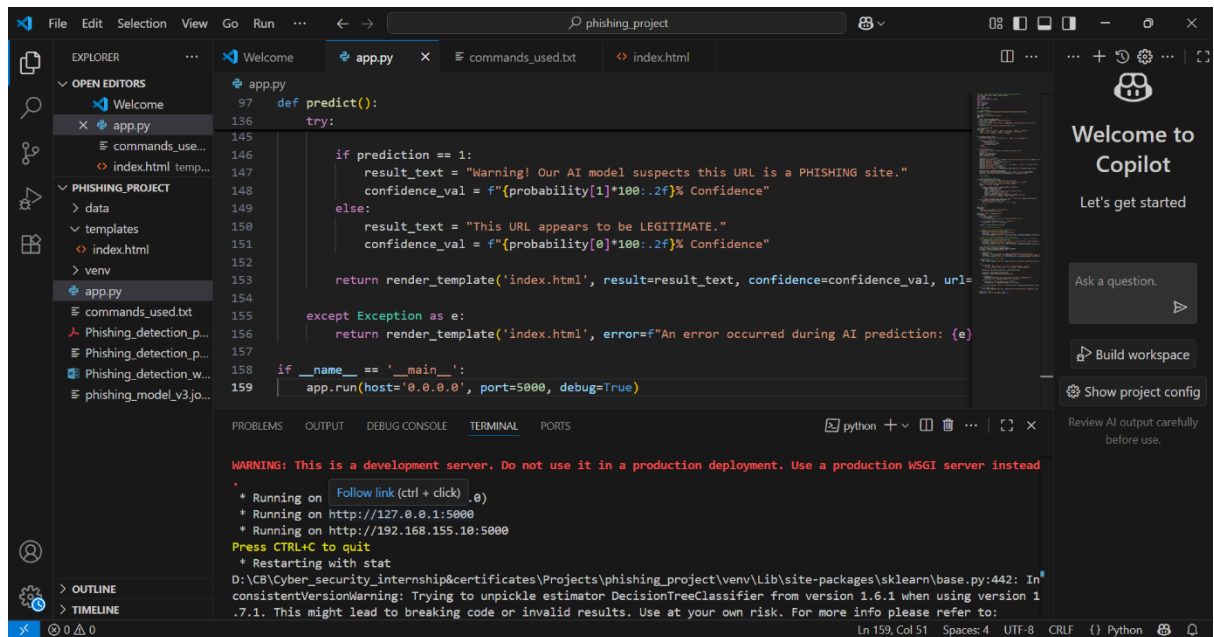 File Edit Selection View Go Run ... phishing_project
EXPLORER ...
OPEN EDITORS
Welcome
app.py
commands_use...
index.html temp...
PHISHING_PROJECT
data
templates
index.html
venv
app.py
commands_used.txt
Phishing_detection_p...
Phishing_detection_p...
Phishing_detection_w...
phishing_model_v3.jo...
OUTLINE
TIMELINE
Welcome app.py commands_used.txt index.html ...
app.py
97 def predict():
136 try:
145
146 if prediction == 1:
147 result_text = "Warning! Our AI model suspects this URL is a PHISHING site."
148 confidence_val = f"{probability[1]*100:.2f}% Confidence"
149 else:
150 result_text = "This URL appears to be LEGITIMATE."
151 confidence_val = f"{probability[0]*100:.2f}% Confidence"
152
153 return render_template('index.html', result=result_text, confidence=confidence_val, url=
154
155 except Exception as e:
156 return render_template('index.html', error=f"An error occurred during AI prediction: {e}
157
158 if __name__ == '__main__':
159 app.run(host='0.0.0.0', port=5000, debug=True)
PROBLEMS OUTPUT DEBUG CONSOLE TERMINAL PORTS python ...
WARNING: This is a development server. Do not use it in a production deployment. Use a production WSGI server instead
.
* Running on Follow link (ctrl + click) .0)
* Running on http://127.0.0.1:5000
* Running on http://192.168.155.10:5000
Press CTRL+C to quit
* Restarting with stat
D:\CB\Cyber_security_internship&certificates\Projects\phishing_project\venv\Lib\site-packages\sklearn\base.py:442: In
consistentVersionWarning: Trying to unpickle estimator DecisionTreeClassifier from version 1.6.1 when using version 1
.7.1. This might lead to breaking code or invalid results. Use at your own risk. For more info please refer to:
Welcome to
Copilot
Let's get started
Ask a question.
Build workspace
Show project config
Review AI output carefully
before use.
0 0 Ln 159, Col 51 Spaces: 4 UTF-8 CRLF {} Python